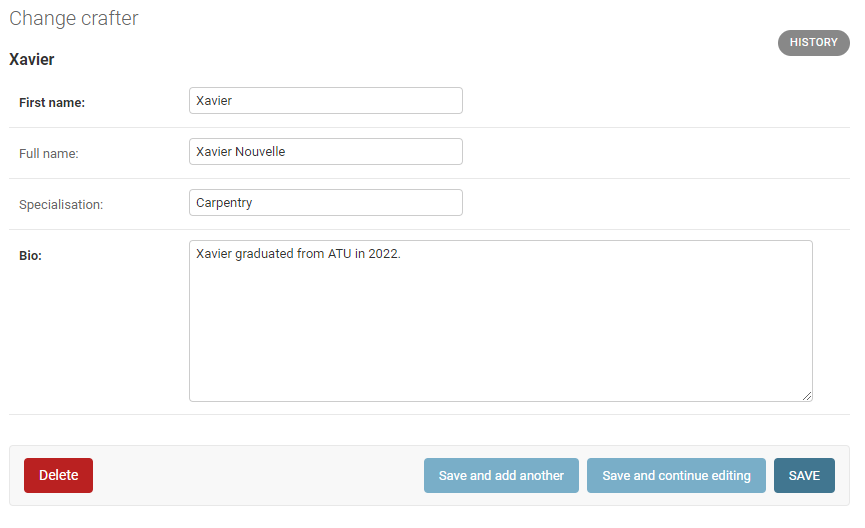 Change crafter
HISTORY
Xavier
First name: Xavier
Full name: Xavier Nouvelle
Specialisation: Carpentry
Bio: Xavier graduated from ATU in 2022.
Delete Save and add another Save and continue editing SAVE